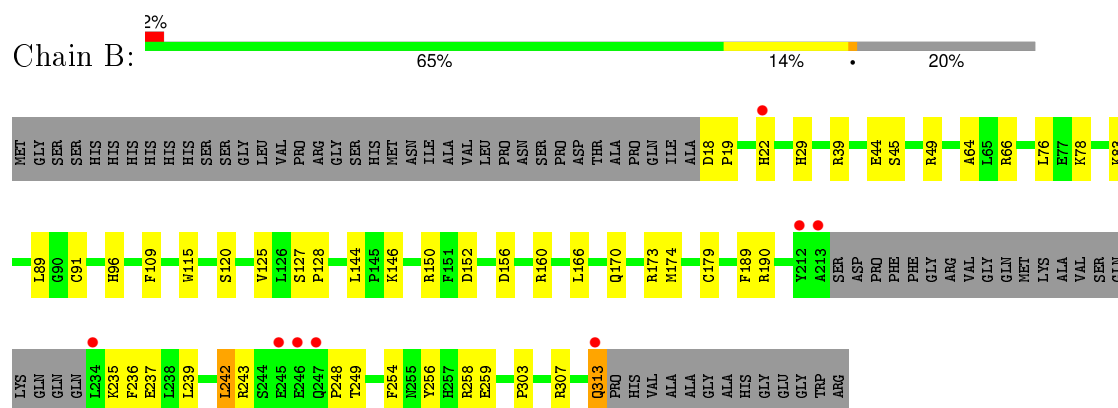 2%
Chain B:
65% 14% • 20%
MET GLY SER SER HIS HIS HIS HIS HIS HIS SER SER GLY LEU VAL PRO ARG GLY SER HIS MET ASN ILE ALA VAL LEU PRO ASN SER PRO ASP THR ALA PRO GLN ILE ALA D18 P19 H22 H29 R39 E44 S45 R49 A64 L65 R66 L76 E77 K78 K83
L89 G90 C91 H96 F109 W115 S120 V125 L126 S127 P128 L144 P145 K146 R150 F151 D152 D156 R160 L166 Q170 R173 M174 C179 F189 R190 Y212 A213 SER ASP PRO PHE PHE GLY ARG VAL GLY GLN MET LYS ALA VAL SER GLN
LYS GLN GLN GLN L234 K235 F236 E237 L238 L239 L242 R243 S244 E245 E246 Q247 P248 T249 F254 N255 Y256 H257 R258 E259 P303 R307 Q313 PRO HIS VAL ALA ALA GLY ALA HIS GLY GLU GLY TRP ARG